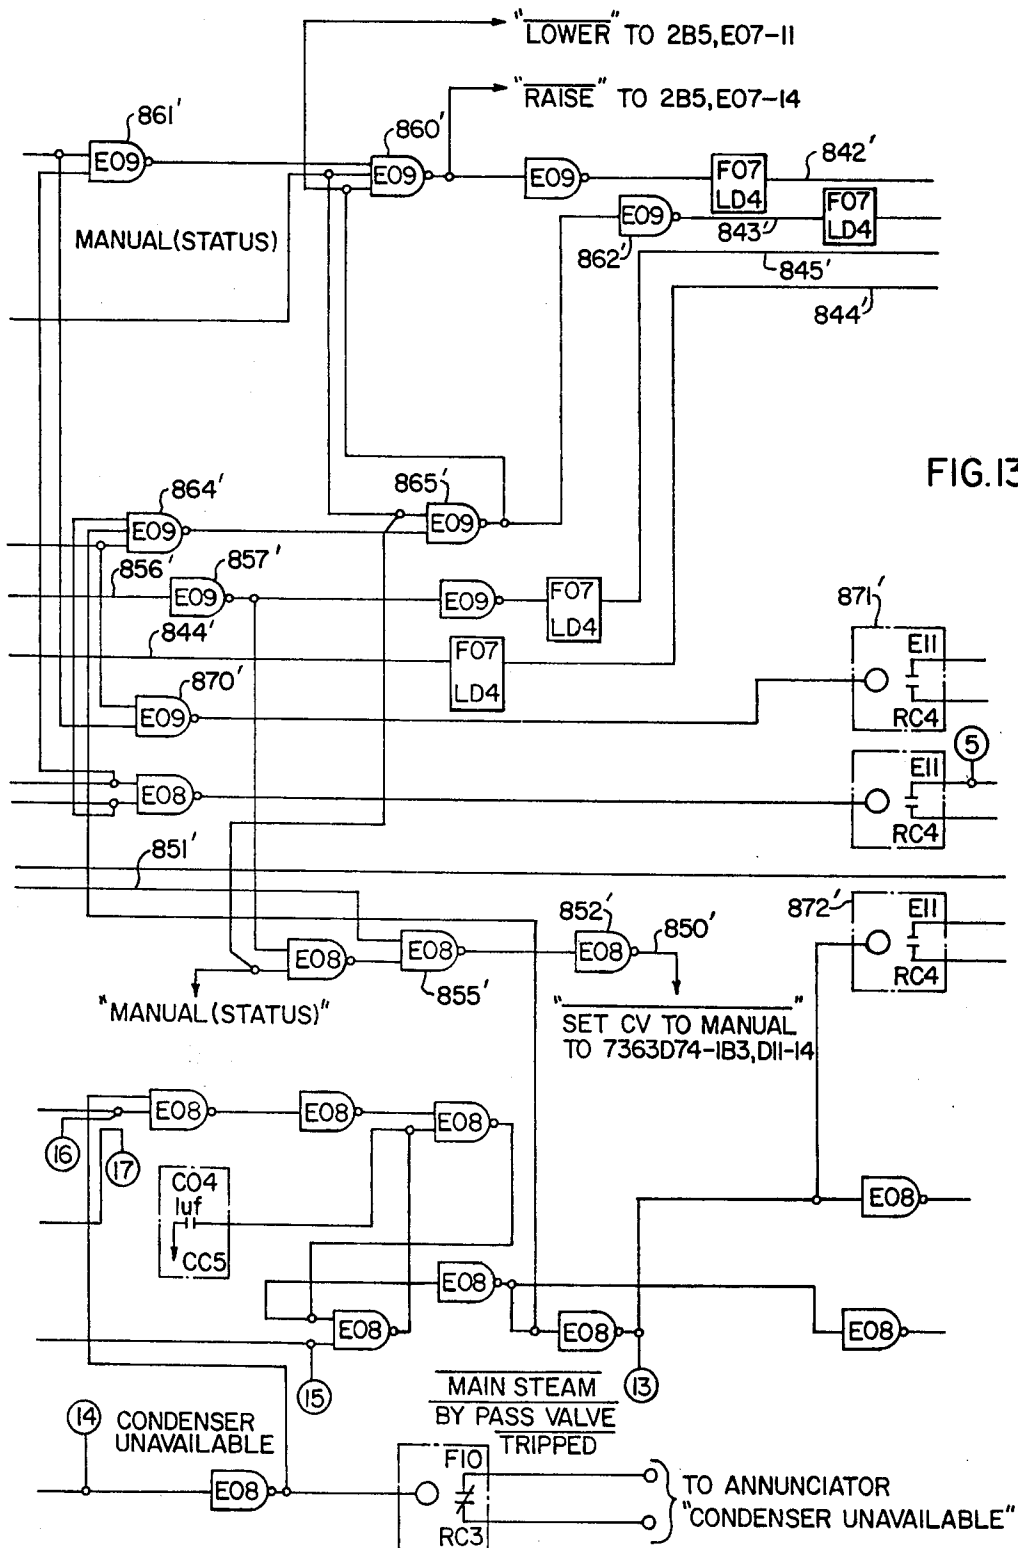 "LOWER" TO 2B5,E07-11
"RAISE" TO 2B5,E07-14
861'
860'
842'
E09
E09
E09
F07
LD4
E09
F07
LD4
MANUAL(STATUS)
862'
843'
845'
844'
FIG.13
864'
865'
E09
E09
856'
857'
E09
E09
F07
LD4
871'
844'
F07
LD4
E11
RC4
870'
E09
5
E08
E11
RC4
851'
852'
850'
872'
E11
RC4
E08
E08
E08
855'
"MANUAL(STATUS)"
" "
SET CV TO MANUAL
TO 7363D74-1B3,D11-14
E08
E08
E08
16
17
C04
1uf
CC5
E08
E08
E08
E08
E08
15
13
MAIN STEAM
BY PASS VALVE
TRIPPED
14
CONDENSER
UNAVAILABLE
E08
F10
RC3
TO ANNUNCIATOR
"CONDENSER UNAVAILABLE"